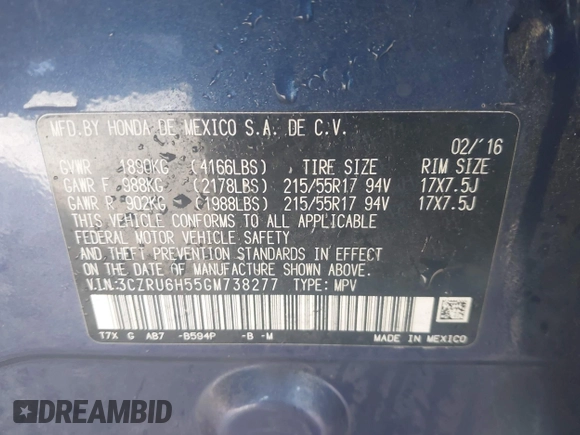 MFD.BY HONDA DE MEXICO S.A. DE C.V.
02/'16
GVWR 1890KG (4166LBS) TIRE SIZE RIM SIZE
GAWR F 988KG (2178LBS) 215/55R17 94V 17X7.5J
GAWR R 902KG (1988LBS) 215/55R17 94V 17X7.5J
THIS VEHICLE CONFORMS TO ALL APPLICABLE
FEDERAL MOTOR VEHICLE SAFETY
AND THEFT PREVENTION STANDARDS IN EFFECT
ON THE DATE OF MANUFACTURE SHOWN ABOVE.
V.I.N:3CZRU6H55GM738277 TYPE: MPV
T7X G AB7 -B594P -B -M MADE IN MEXICO
DREAMBID